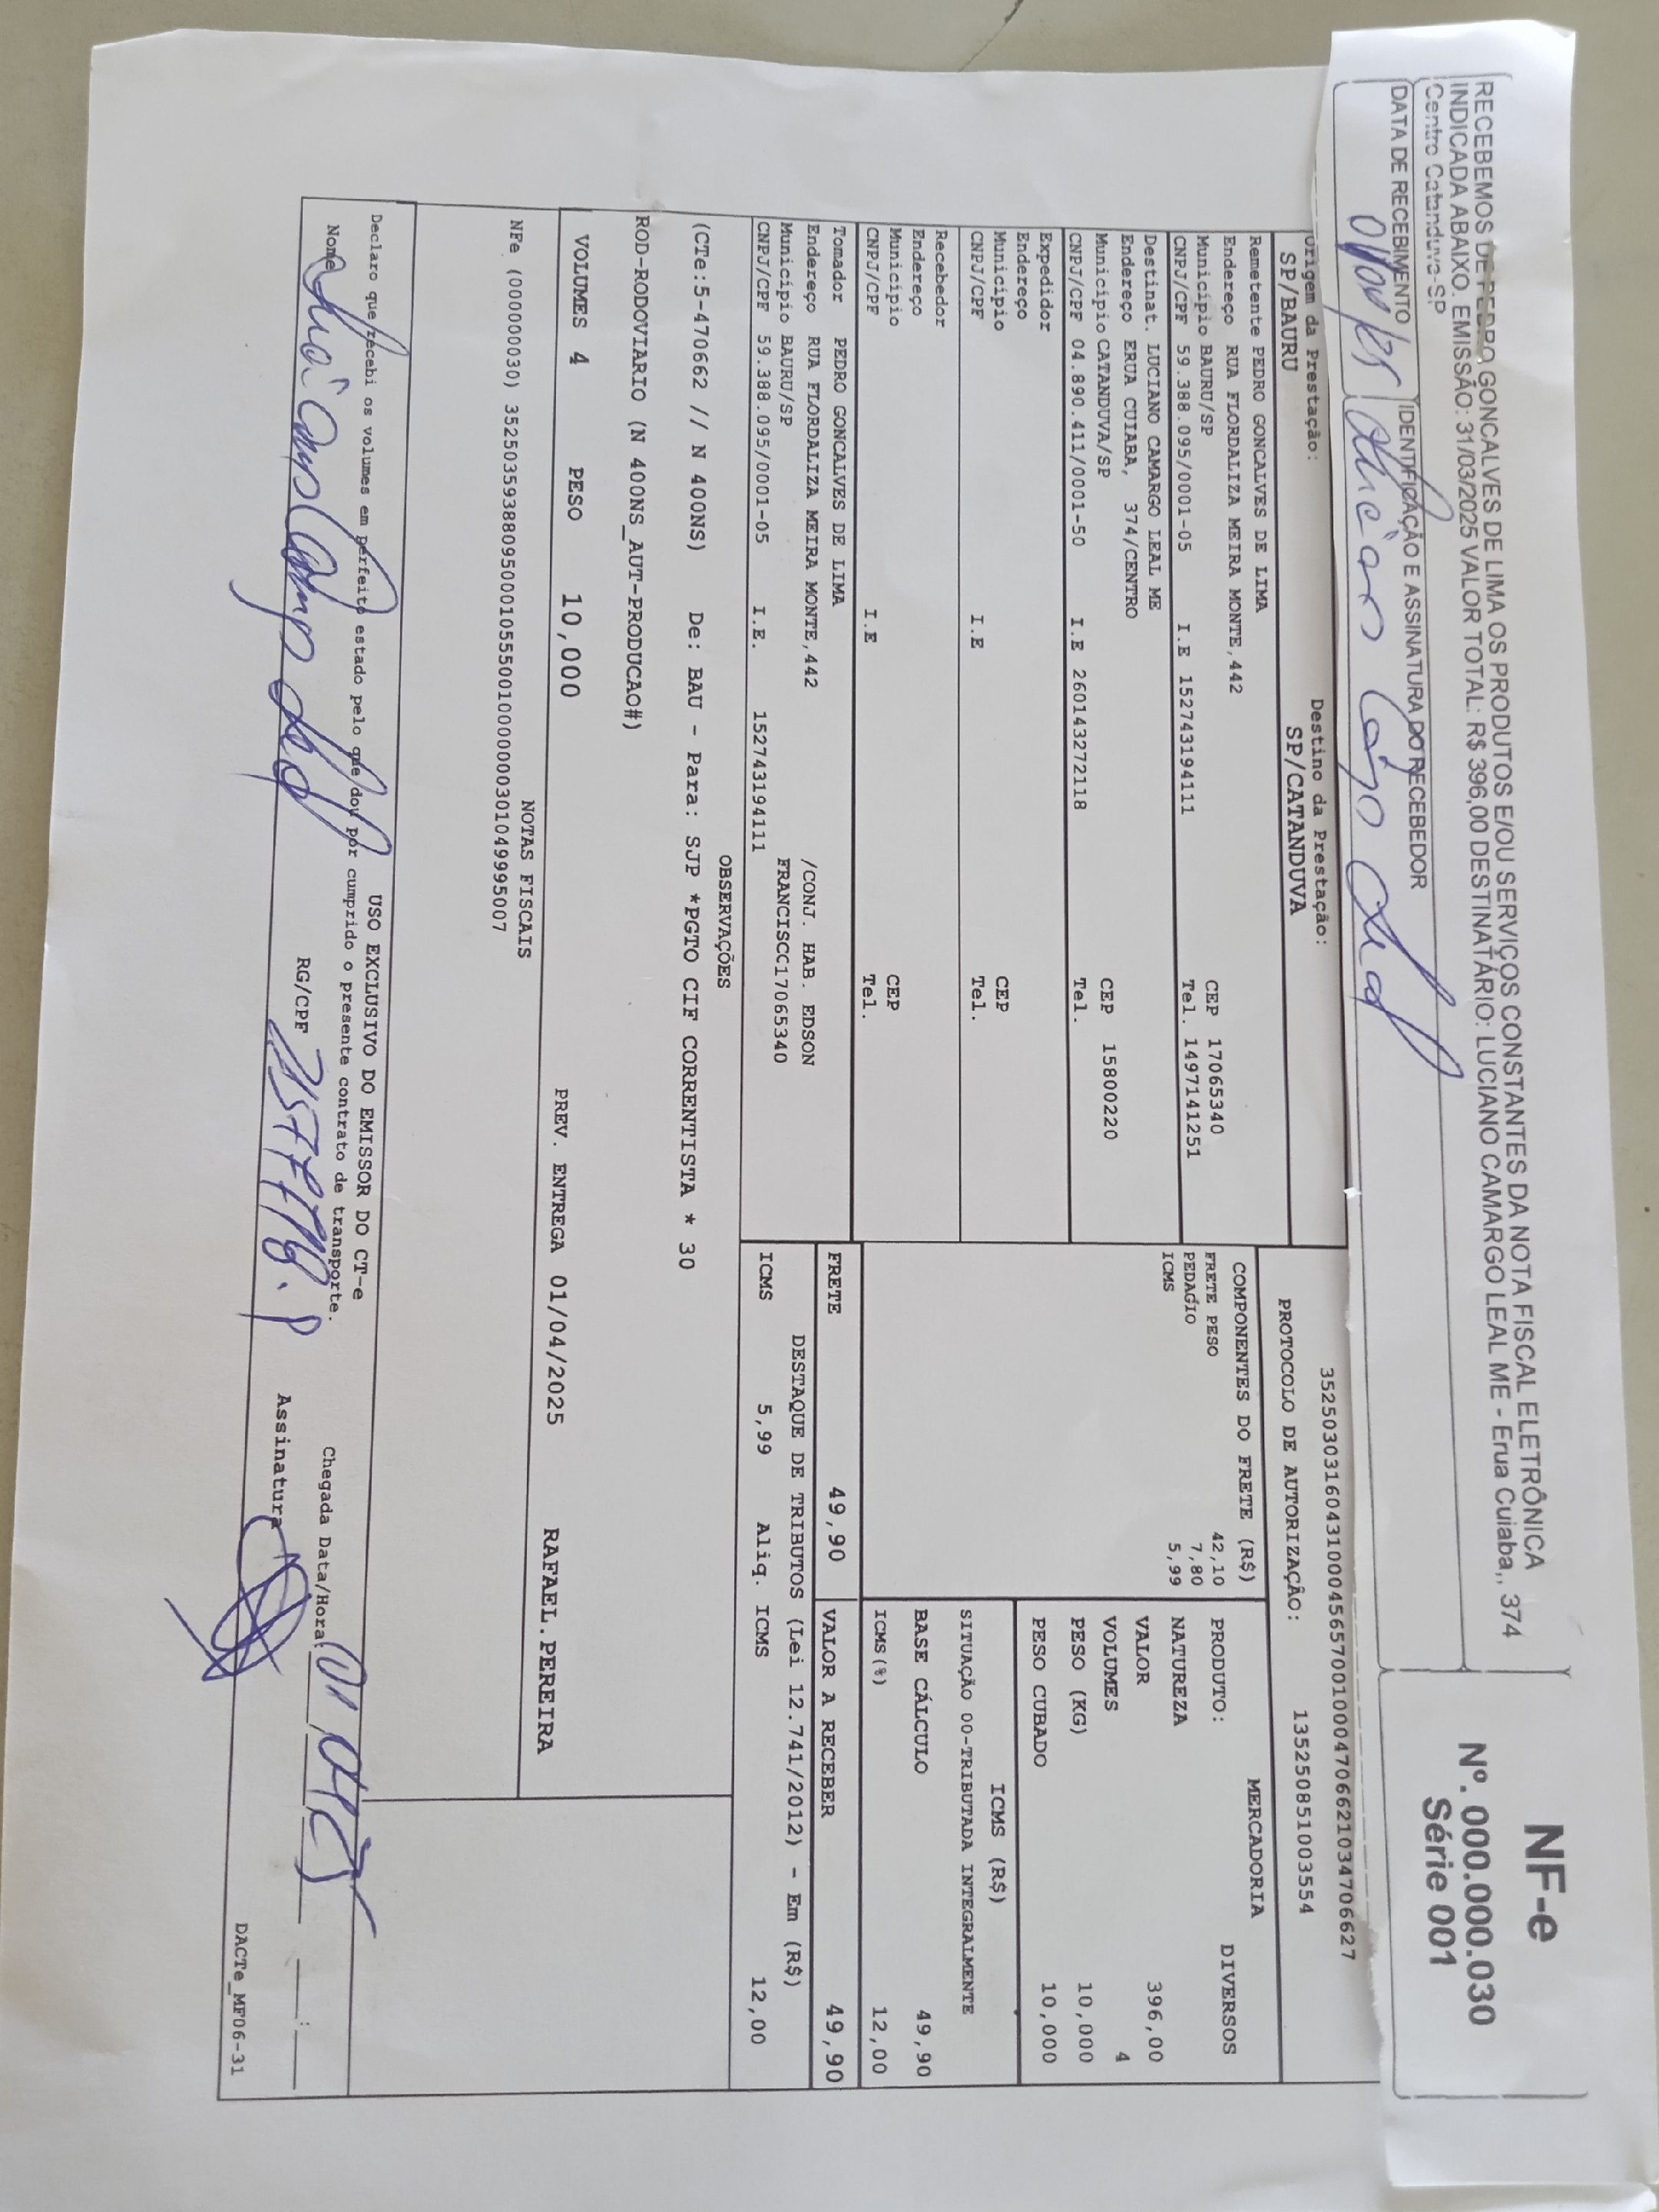 RECEBEMOS DE PEDRO GONCALVES DE LIMA OS PRODUTOS E/OU SERVIÇOS CONSTANTES DA NOTA FISCAL ELETRÔNICA
INDICADA ABAIXO. EMISSÃO: 31/03/2025 VALOR TOTAL: R$ 396,00 DESTINATÁRIO: LUCIANO CAMARGO LEAL ME - Erua Cuiaba,, 374
Centro Catanduva-SP
NF-e
Nº. 000.000.030
Série 001
DATA DE RECEBIMENTO
IDENTIFICAÇÃO E ASSINATURA DO RECEBEDOR
35250303160431000456570010004706621034706627
Origem da Prestação:
SP/BAURU
Destino da Prestação:
SP/CATANDUVA
PROTOCOLO DE AUTORIZAÇÃO: 135250851003554
Remetente PEDRO GONCALVES DE LIMA
Endereço RUA FLORDALIZA MEIRA MONTE,442
Município BAURU/SP CEP 17065340
CNPJ/CPF 59.388.095/0001-05 I.E 152743194111 Tel. 1497141251
Destinat. LUCIANO CAMARGO LEAL ME
Endereço ERUA CUIABA, 374/CENTRO
Município CATANDUVA/SP CEP 15800220
CNPJ/CPF 04.890.411/0001-50 I.E 260143272118 Tel.
Expedidor
Endereço
Município CEP
CNPJ/CPF I.E Tel.
Recebedor
Endereço
Município CEP
CNPJ/CPF I.E Tel.
Tomador PEDRO GONCALVES DE LIMA
Endereço RUA FLORDALIZA MEIRA MONTE,442 /CONJ. HAB. EDSON
Município BAURU/SP FRANCISCC17065340
CNPJ/CPF 59.388.095/0001-05 I.E. 152743194111
COMPONENTES DO FRETE (R$)
FRETE PESO 42,10
PEDAGIO 7,80
ICMS 5,99
MERCADORIA
PRODUTO: DIVERSOS
NATUREZA
VALOR 396,00
VOLUMES 4
PESO (KG) 10,000
PESO CUBADO 10,000
ICMS (R$)
SITUAÇÃO 00-TRIBUTADA INTEGRALMENTE
BASE CÁLCULO 49,90
ICMS(%) 12,00
FRETE 49,90
VALOR A RECEBER 49,90
DESTAQUE DE TRIBUTOS (Lei 12.741/2012) - Em (R$)
ICMS 5,99 Aliq. ICMS 12,00
OBSERVAÇÕES
(CTe:5-470662 // N 400NS) De: BAU - Para: SJP *PGTO CIF CORRENTISTA * 30
ROD-RODOVIARIO (N 400NS_AUT-PRODUCAO#)
VOLUMES 4 PESO 10,000 PREV. ENTREGA 01/04/2025 RAFAEL.PEREIRA
NOTAS FISCAIS
NFe (00000030) 35250359388095000105550010000000301049995007
USO EXCLUSIVO DO EMISSOR DO CT-e
Declaro que recebi os volumes em perfeito estado pelo que dou por cumprido o presente contrato de transporte.
Nome
RG/CPF
Chegada Data/Hora:
Assinatura
DACTe_MF06-31